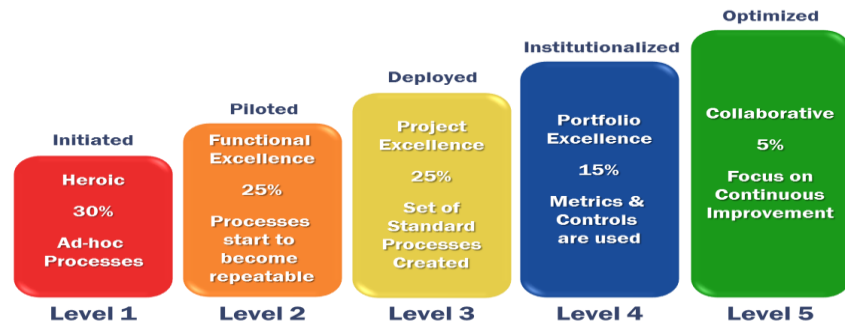 Initiated
Heroic
30%
Ad-hoc
Processes
Level 1
Piloted
Functional
Excellence
25%
Processes
start to
become
repeatable
Level 2
Deployed
Project
Excellence
25%
Set of
Standard
Processes
Created
Level 3
Institutionalized
Portfolio
Excellence
15%
Metrics &
Controls
are used
Level 4
Optimized
Collaborative
5%
Focus on
Continuous
Improvement
Level 5